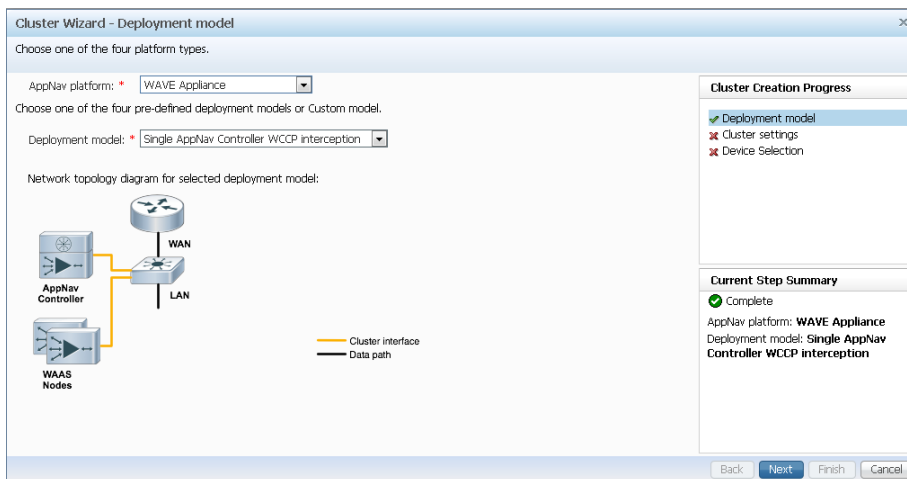 Cluster Wizard - Deployment model
Choose one of the four platform types.
AppNav platform: * WAVE Appliance
Choose one of the four pre-defined deployment models or Custom model.
Deployment model: * Single AppNav Controller WCCP interception
Network topology diagram for selected deployment model:
WAN
AppNav
Controller
LAN
Cluster interface
Data path
WAAS
Nodes
Cluster Creation Progress
Deployment model
Cluster settings
Device Selection
Current Step Summary
Complete
AppNav platform: WAVE Appliance
Deployment model: Single AppNav
Controller WCCP interception
Back Next Finish Cancel